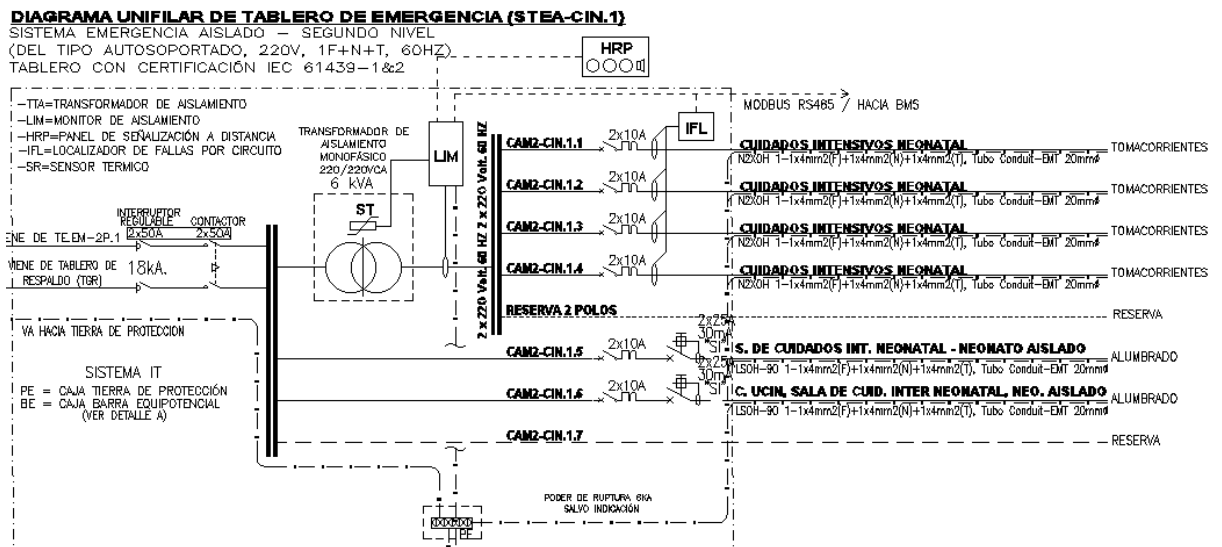 DIAGRAMA UNIFILAR DE TABLERO DE EMERGENCIA (STEA-CIN.1)
SISTEMA EMERGENCIA AISLADO – SEGUNDO NIVEL
(DEL TIPO AUTOSOPORTADO, 220V, 1F+N+T, 60HZ)
TABLERO CON CERTIFICACIÓN IEC 61439-1&2
HRP
MODBUS RS485 / HACIA BMS
-TTA=TRANSFORMADOR DE AISLAMIENTO
-LIM=MONITOR DE AISLAMIENTO
-HRP=PANEL DE SEÑALIZACIÓN A DISTANCIA
-IFL=LOCALIZADOR DE FALLAS POR CIRCUITO
-SR=SENSOR TERMICO
TRANSFORMADOR DE
AISLAMIENTO
MONOFÁSICO
220/220VCA
6 kVA
ST
LIM
IFL
2 x 220 Volt. 60 HZ 2 x 220 Volt. 60 HZ
INTERRUPTOR
REGULABLE
2x50A
CONTACTOR
2x50A
ENE DE TE.EM-2P.1
VIENE DE TABLERO DE
RESPALDO (TGR)
18kA.
VA HACIA TIERRA DE PROTECCION
SISTEMA IT
PE = CAJA TIERRA DE PROTECCIÓN
BE = CAJA BARRA EQUIPOTENCIAL
(VER DETALLE A)
CAM2-CIN.1.1 2x10A CUIDADOS INTENSIVOS NEONATAL TOMACORRIENTES
N2XOH 1-1x4mm2(F)+1x4mm2(N)+1x4mm2(T), Tubo Conduit-EMT 20mmø
CAM2-CIN.1.2 2x10A CUIDADOS INTENSIVOS NEONATAL TOMACORRIENTES
N2XOH 1-1x4mm2(F)+1x4mm2(N)+1x4mm2(T), Tubo Conduit-EMT 20mmø
CAM2-CIN.1.3 2x10A CUIDADOS INTENSIVOS NEONATAL TOMACORRIENTES
N2XOH 1-1x4mm2(F)+1x4mm2(N)+1x4mm2(T), Tubo Conduit-EMT 20mmø
CAM2-CIN.1.4 2x10A CUIDADOS INTENSIVOS NEONATAL TOMACORRIENTES
N2XOH 1-1x4mm2(F)+1x4mm2(N)+1x4mm2(T), Tubo Conduit-EMT 20mmø
RESERVA 2 POLOS RESERVA
CAM2-CIN.1.5 2x10A 2x25A 30mA "SI" S. DE CUIDADOS INT. NEONATAL - NEONATO AISLADO ALUMBRADO
LSOH-90 1-1x4mm2(F)+1x4mm2(N)+1x4mm2(T), Tubo Conduit-EMT 20mmø
CAM2-CIN.1.6 2x10A 2x25A 30mA "SI" C. UCIN, SALA DE CUID. INTER NEONATAL, NEO. AISLADO ALUMBRADO
LSOH-90 1-1x4mm2(F)+1x4mm2(N)+1x4mm2(T), Tubo Conduit-EMT 20mmø
CAM2-CIN.1.7 RESERVA
PODER DE RUPTURA 6KA
SALVO INDICACIÓN